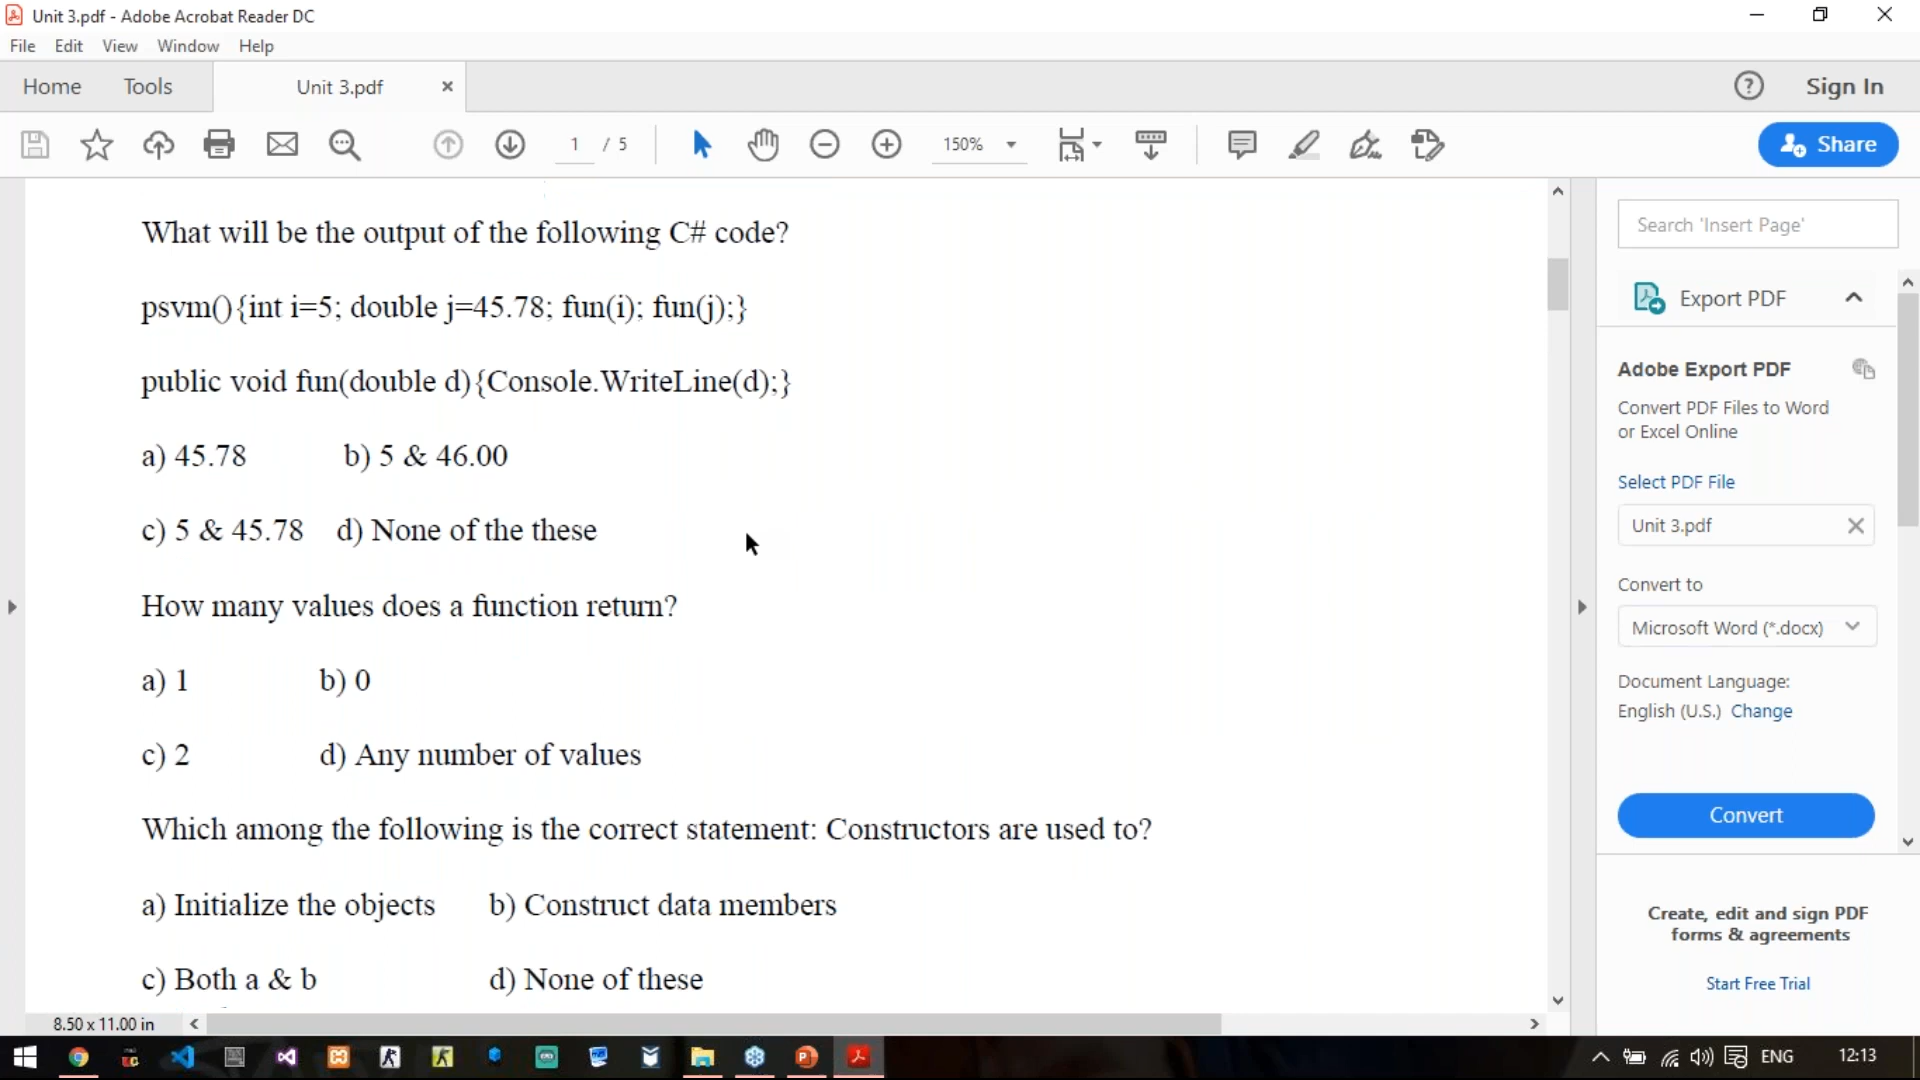 Unit 3.pdf - Adobe Acrobat Reader DC
File Edit View Window Help
Home Tools Unit 3.pdf × ? Sign In
1 / 5 150% Share
What will be the output of the following C# code?
psvm(){int i=5; double j=45.78; fun(i); fun(j);}
public void fun(double d){Console.WriteLine(d);}
a) 45.78 b) 5 & 46.00
c) 5 & 45.78 d) None of the these
How many values does a function return?
a) 1 b) 0
c) 2 d) Any number of values
Which among the following is the correct statement: Constructors are used to?
a) Initialize the objects b) Construct data members
c) Both a & b d) None of these
8.50 x 11.00 in
Search 'Insert Page'
Export PDF
Adobe Export PDF
Convert PDF Files to Word
or Excel Online
Select PDF File
Unit 3.pdf
Convert to
Microsoft Word (*.docx)
Document Language:
English (U.S.) Change
Convert
Create, edit and sign PDF
forms & agreements
Start Free Trial
ENG 12:13